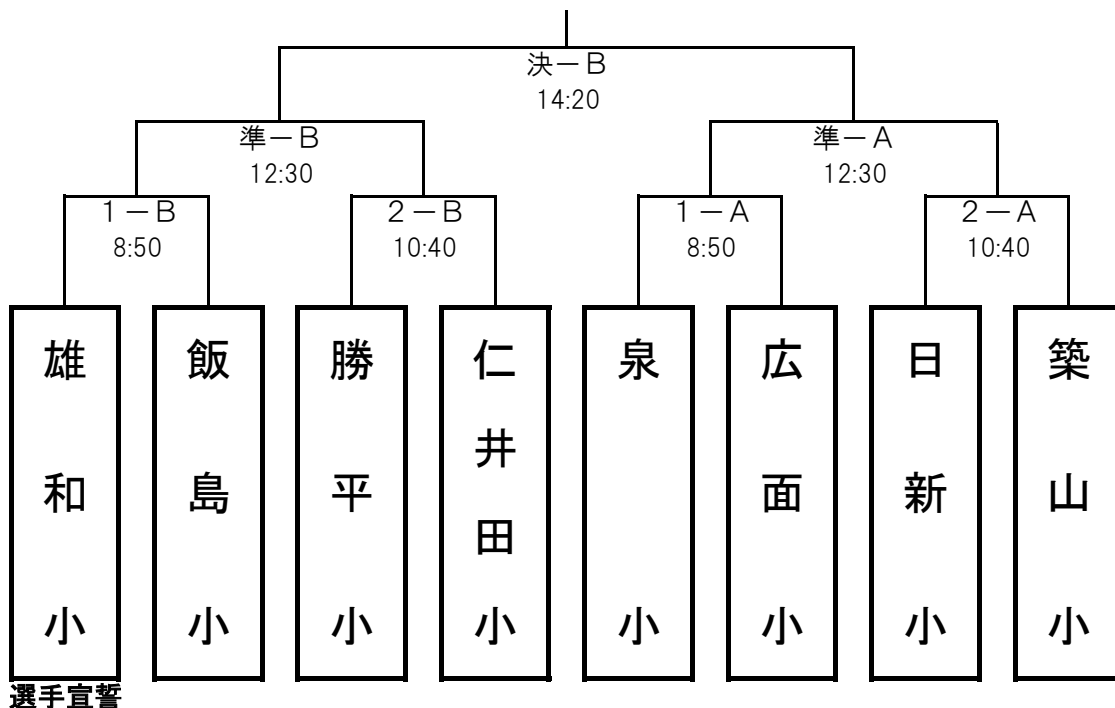 決－B
14:20
準－B
12:30
準－A
12:30
1－B
8:50
2－B
10:40
1－A
8:50
2－A
10:40
雄和小
飯島小
勝平小
仁井田小
泉小
広面小
日新小
築山小
選手宣誓